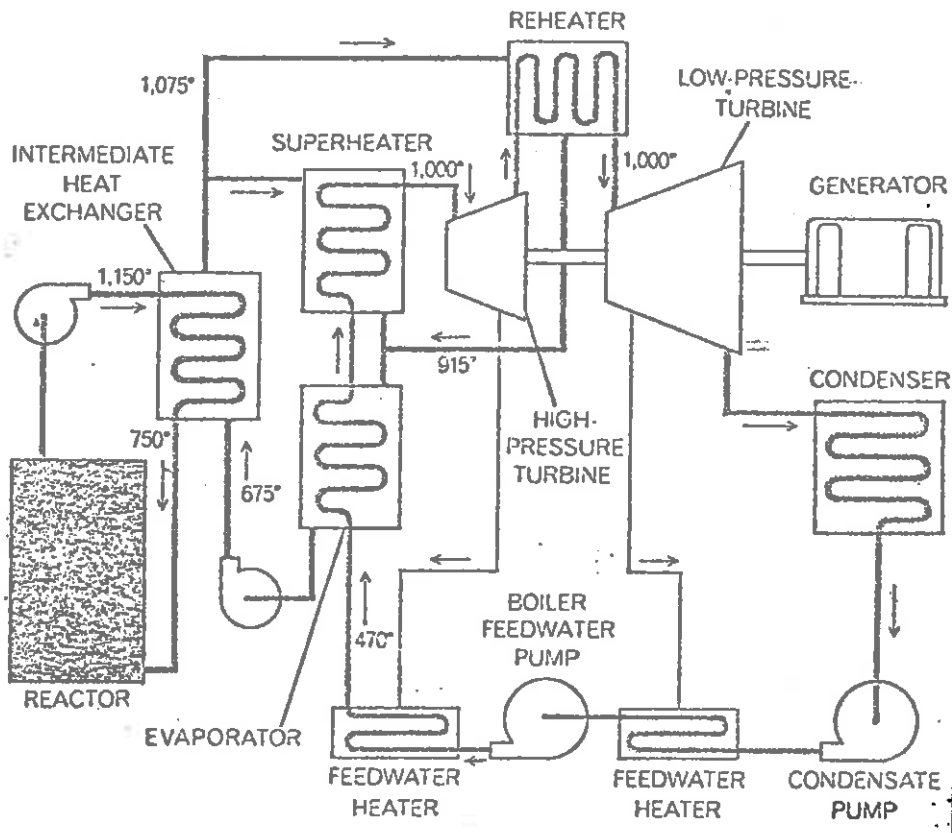 REHEATER
1,075°
LOW-PRESSURE-
TURBINE
SUPERHEATER
INTERMEDIATE
HEAT
EXCHANGER
1,000°
1,000°
GENERATOR
1,150°
915°
CONDENSER
HIGH-
PRESSURE
TURBINE
750°
675°
BOILER
FEEDWATER
PUMP
470°
REACTOR
EVAPORATOR
FEEDWATER
HEATER
FEEDWATER
HEATER
CONDENSATE
PUMP